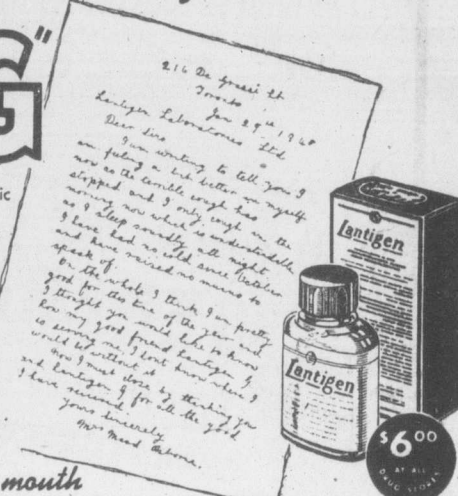 G"
ic
216 De Grassi St
Toronto
Jan 29th, 1940
Lantigen Laboratories Ltd
Dear Sirs
I am writing to tell you I
am feeling a lot better in myself
now as the terrible cough has
stopped and I only cough in the
morning now which is understandable
as I sleep soundly all night
I have had no cold since October
and have raised no mucus to
speak of.
On the whole I think I am pretty
good for this time of the year and
I thought you would like to know
how my good friend Lantigen G
is serving me, I dont know where I
would be without it
now I must close by thanking you
and Lantigen G for all the good
I have received
Yours Sincerely
Mrs Osborne.
Lantigen
Lantigen
$6.00
AT ALL
DRUG STORES
mouth